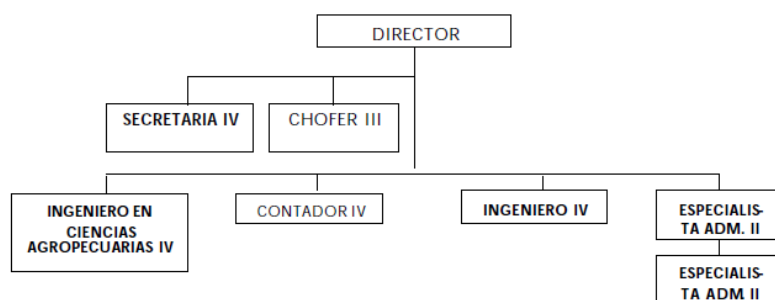 DIRECTOR
SECRETARIA IV
CHOFER III
INGENIERO EN
CIENCIAS
AGROPECUARIAS IV
CONTADOR IV
INGENIERO IV
ESPECIALIS-
TA ADM. II
ESPECIALIS-
TA ADM. II